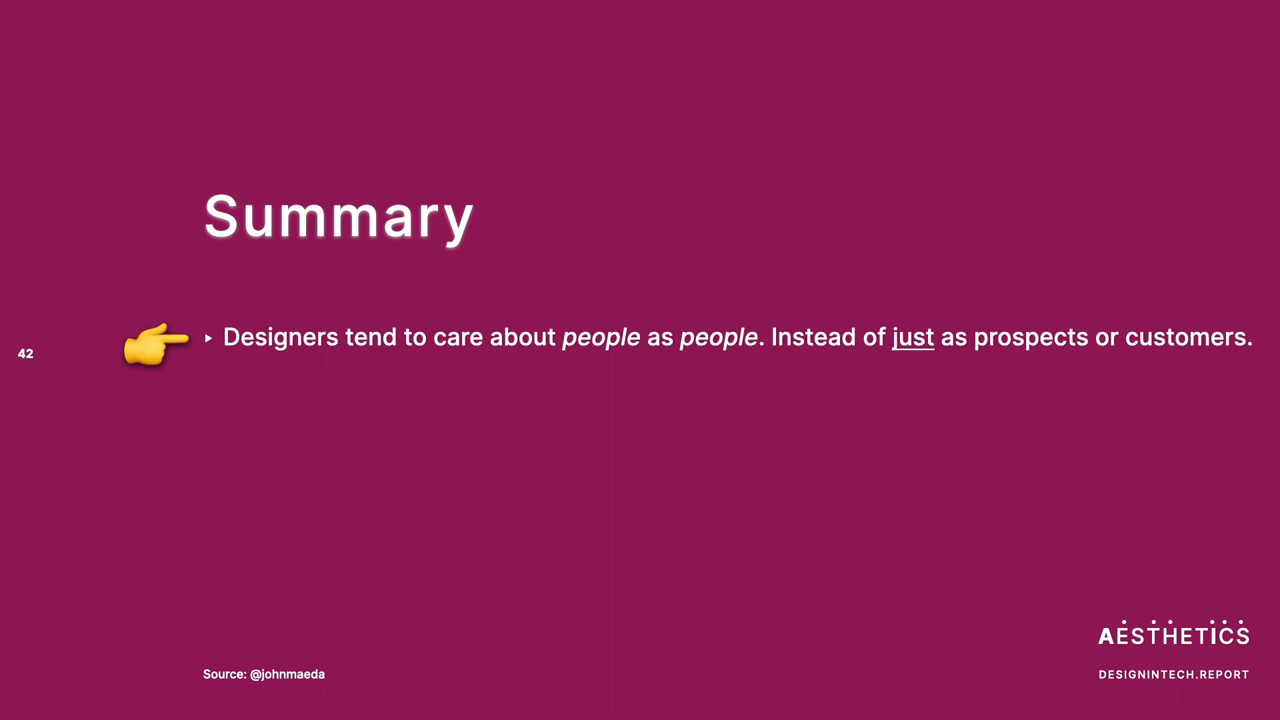 Summary
42
▸ Designers tend to care about people as people. Instead of just as prospects or customers.
AESTHETICS
Source: @johnmaeda
DESIGNINTECH.REPORT